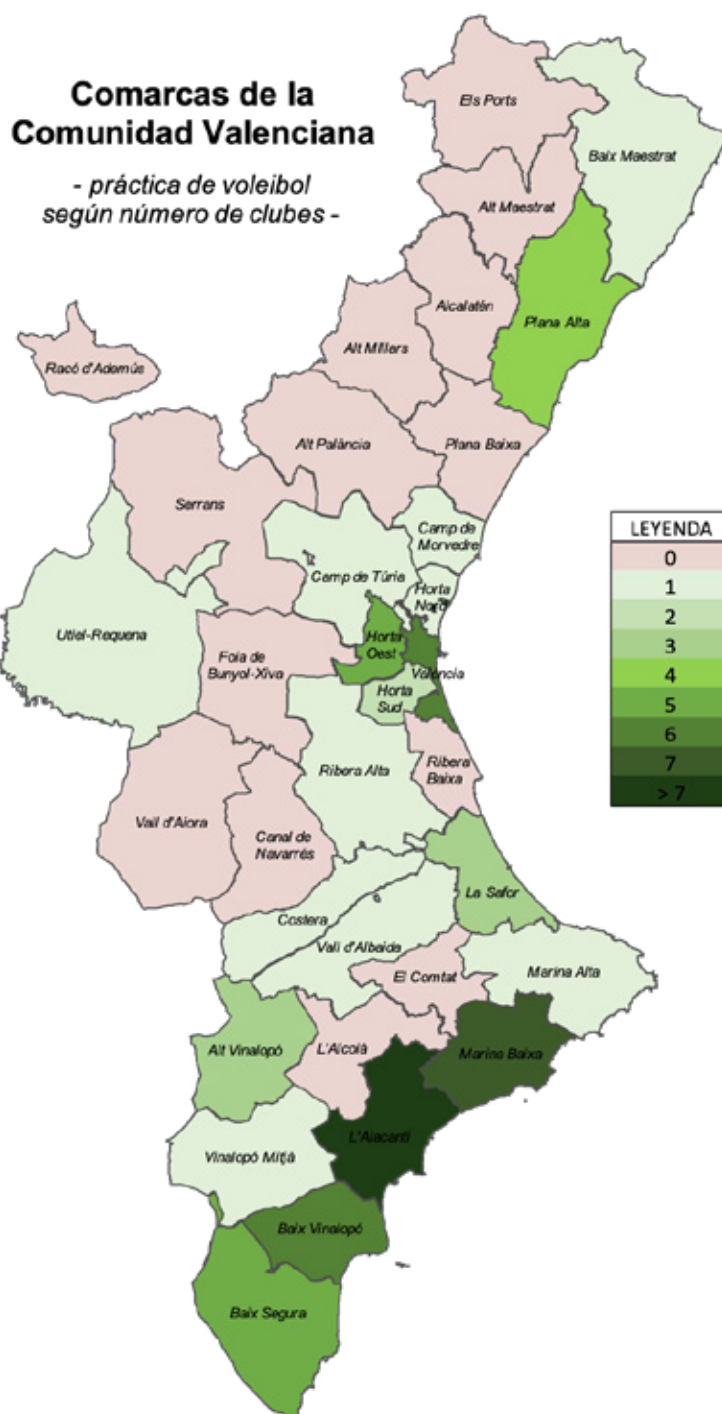 Comarcas de la
Comunidad Valenciana
- práctica de voleibol
según número de clubes -
Els Ports
Baix Maestrat
Alt Maestrat
Alcalatén
Plana Alta
Alt Millars
Racó d'Ademús
Alt Palància
Plana Baixa
Serrans
Camp de
Morvedre
Camp de Túria
Horta
Nord
Utiel-Requena
Horta
Oest
Foia de
Bunyol-Xiva
València
Horta
Sud
Ribera Alta
Ribera
Baixa
Vall d'Aiora
Canal de
Navarrés
La Safor
Costera
Vall d'Albaida
El Comtat
Marina Alta
Alt Vinalopó
L'Alcoià
Marina Baixa
L'Alacantí
Vinalopó Mitjà
Baix Vinalopó
Baix Segura
LEYENDA
0
1
2
3
4
5
6
7
> 7